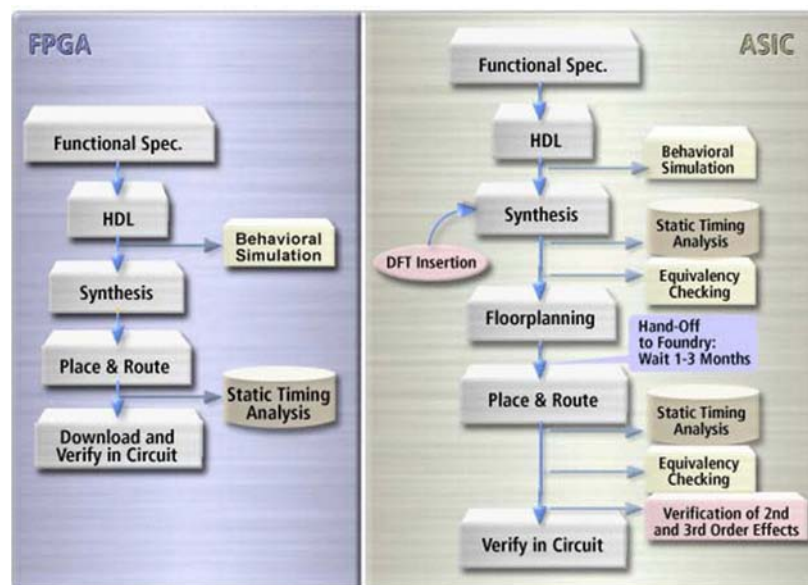 FPGA
Functional Spec.
HDL
Behavioral
Simulation
Synthesis
Place & Route
Static Timing
Analysis
Download and
Verify in Circuit
ASIC
Functional Spec.
HDL
Behavioral
Simulation
Synthesis
DFT Insertion
Static Timing
Analysis
Equivalency
Checking
Floorplanning
Hand-Off
to Foundry:
Wait 1-3 Months
Place & Route
Static Timing
Analysis
Equivalency
Checking
Verification of 2nd
and 3rd Order Effects
Verify in Circuit